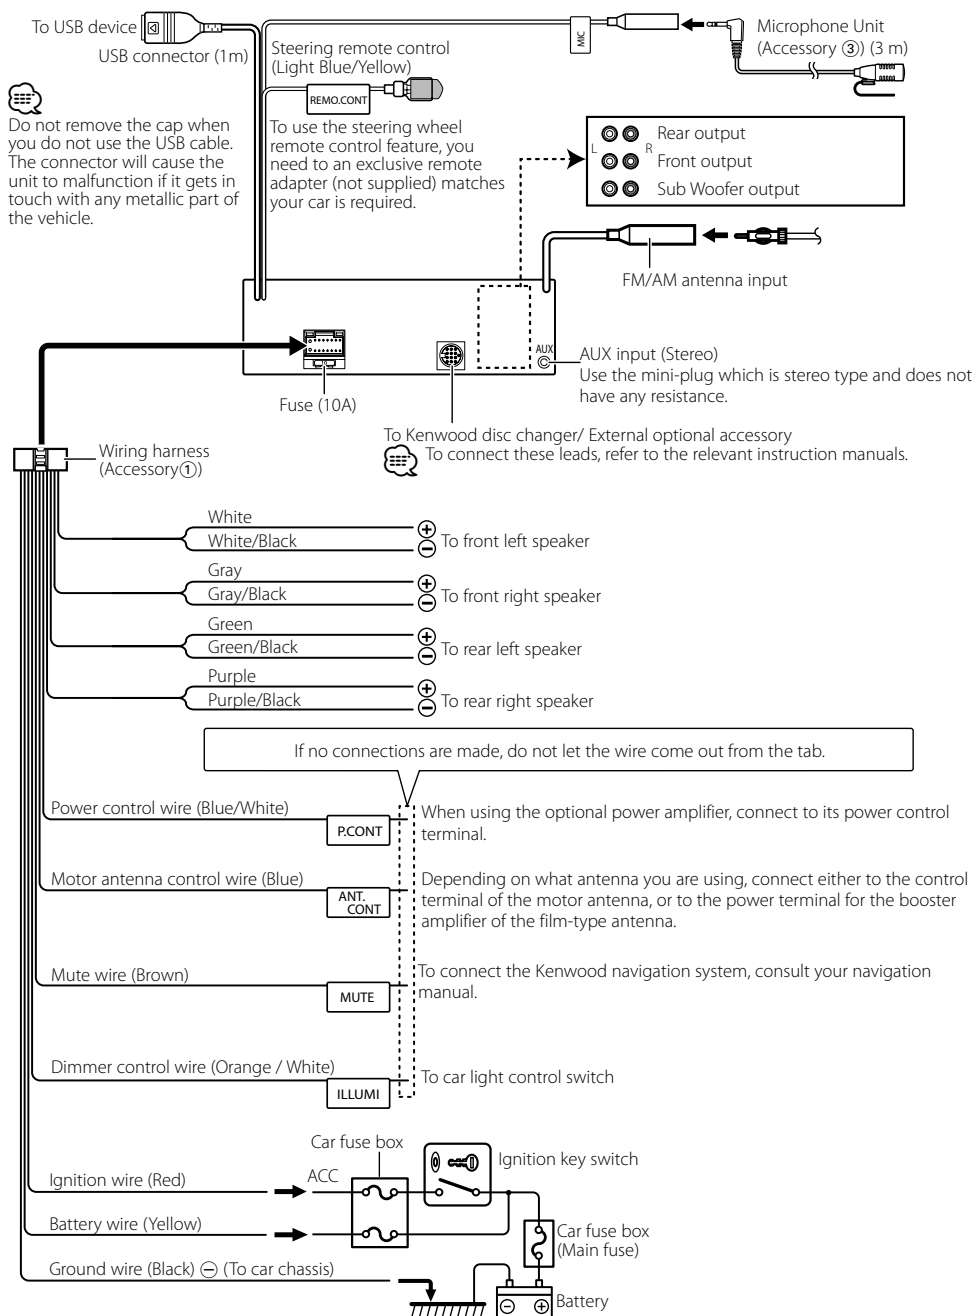 To USB device
USB connector (1m)
Do not remove the cap when
you do not use the USB cable.
The connector will cause the
unit to malfunction if it gets in
touch with any metallic part of
the vehicle.
Steering remote control
(Light Blue/Yellow)
REMO.CONT
To use the steering wheel
remote control feature, you
need to an exclusive remote
adapter (not supplied) matches
your car is required.
MIC
Microphone Unit
(Accessory ③) (3 m)
L R
Rear output
Front output
Sub Woofer output
FM/AM antenna input
AUX
AUX input (Stereo)
Use the mini-plug which is stereo type and does not
have any resistance.
Fuse (10A)
To Kenwood disc changer/ External optional accessory
To connect these leads, refer to the relevant instruction manuals.
Wiring harness
(Accessory①)
White
White/Black
⊕
⊖
To front left speaker
Gray
Gray/Black
⊕
⊖
To front right speaker
Green
Green/Black
⊕
⊖
To rear left speaker
Purple
Purple/Black
⊕
⊖
To rear right speaker
If no connections are made, do not let the wire come out from the tab.
Power control wire (Blue/White)
P.CONT
When using the optional power amplifier, connect to its power control
terminal.
Motor antenna control wire (Blue)
ANT.
CONT
Depending on what antenna you are using, connect either to the control
terminal of the motor antenna, or to the power terminal for the booster
amplifier of the film-type antenna.
Mute wire (Brown)
MUTE
To connect the Kenwood navigation system, consult your navigation
manual.
Dimmer control wire (Orange / White)
ILLUMI
To car light control switch
Car fuse box
Ignition key switch
Ignition wire (Red)
ACC
Battery wire (Yellow)
Car fuse box
(Main fuse)
Ground wire (Black) ⊖ (To car chassis)
⊖ ⊕
Battery